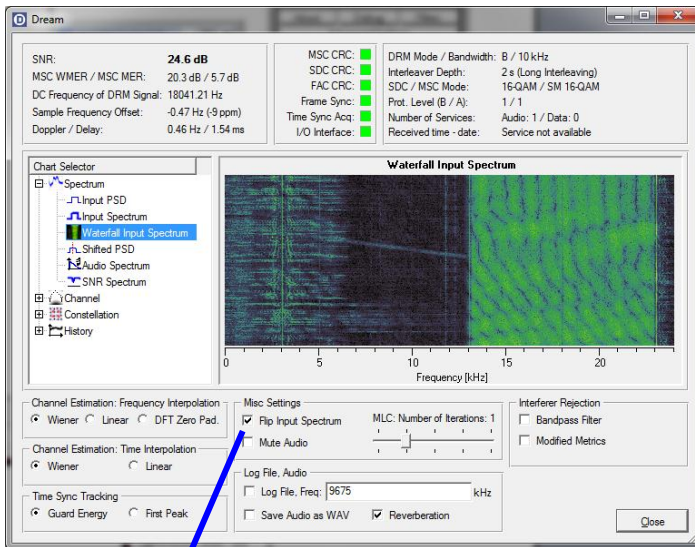 Dream
SNR: 24.6 dB
MSC WMER / MSC MER: 20.3 dB / 5.7 dB
DC Frequency of DRM Signal: 18041.21 Hz
Sample Frequency Offset: -0.47 Hz (-9 ppm)
Doppler / Delay: 0.46 Hz / 1.54 ms
MSC CRC:
SDC CRC:
FAC CRC:
Frame Sync:
Time Sync Acq:
I/O Interface:
DRM Mode / Bandwidth: B / 10 kHz
Interleaver Depth: 2 s (Long Interleaving)
SDC / MSC Mode: 16-QAM / SM 16-QAM
Prot. Level (B / A): 1 / 1
Number of Services: Audio: 1 / Data: 0
Received time - date: Service not available
Chart Selector
Spectrum
Input PSD
Input Spectrum
Waterfall Input Spectrum
Shifted PSD
Audio Spectrum
SNR Spectrum
Channel
Constellation
History
Waterfall Input Spectrum
0 5 10 15 20
Frequency [kHz]
Channel Estimation: Frequency Interpolation
Wiener Linear DFT Zero Pad.
Channel Estimation: Time Interpolation
Wiener Linear
Time Sync Tracking
Guard Energy First Peak
Misc Settings
Flip Input Spectrum
Mute Audio
MLC: Number of Iterations: 1
Log File, Audio
Log File, Freq: 9675 kHz
Save Audio as WAV Reverberation
Interferer Rejection
Bandpass Filter
Modified Metrics
Close